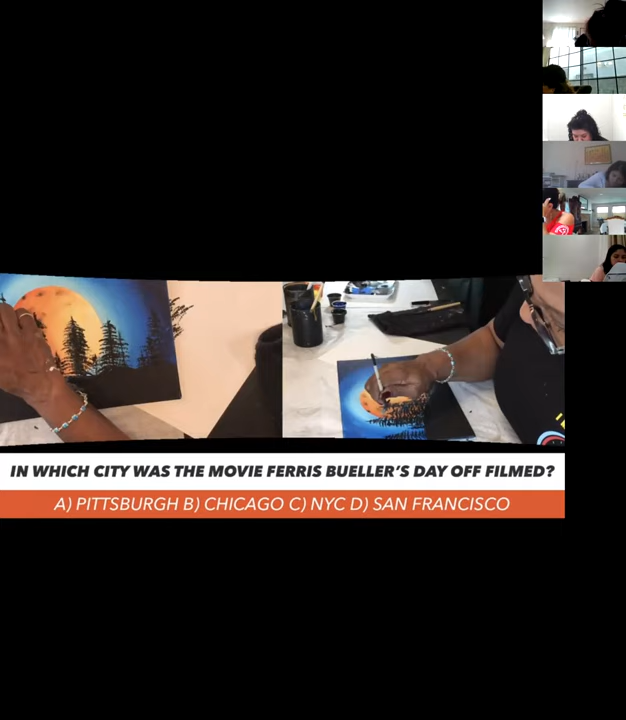 IN WHICH CITY WAS THE MOVIE FERRIS BUELLER'S DAY OFF FILMED?
A) PITTSBURGH B) CHICAGO C) NYC D) SAN FRANCISCO